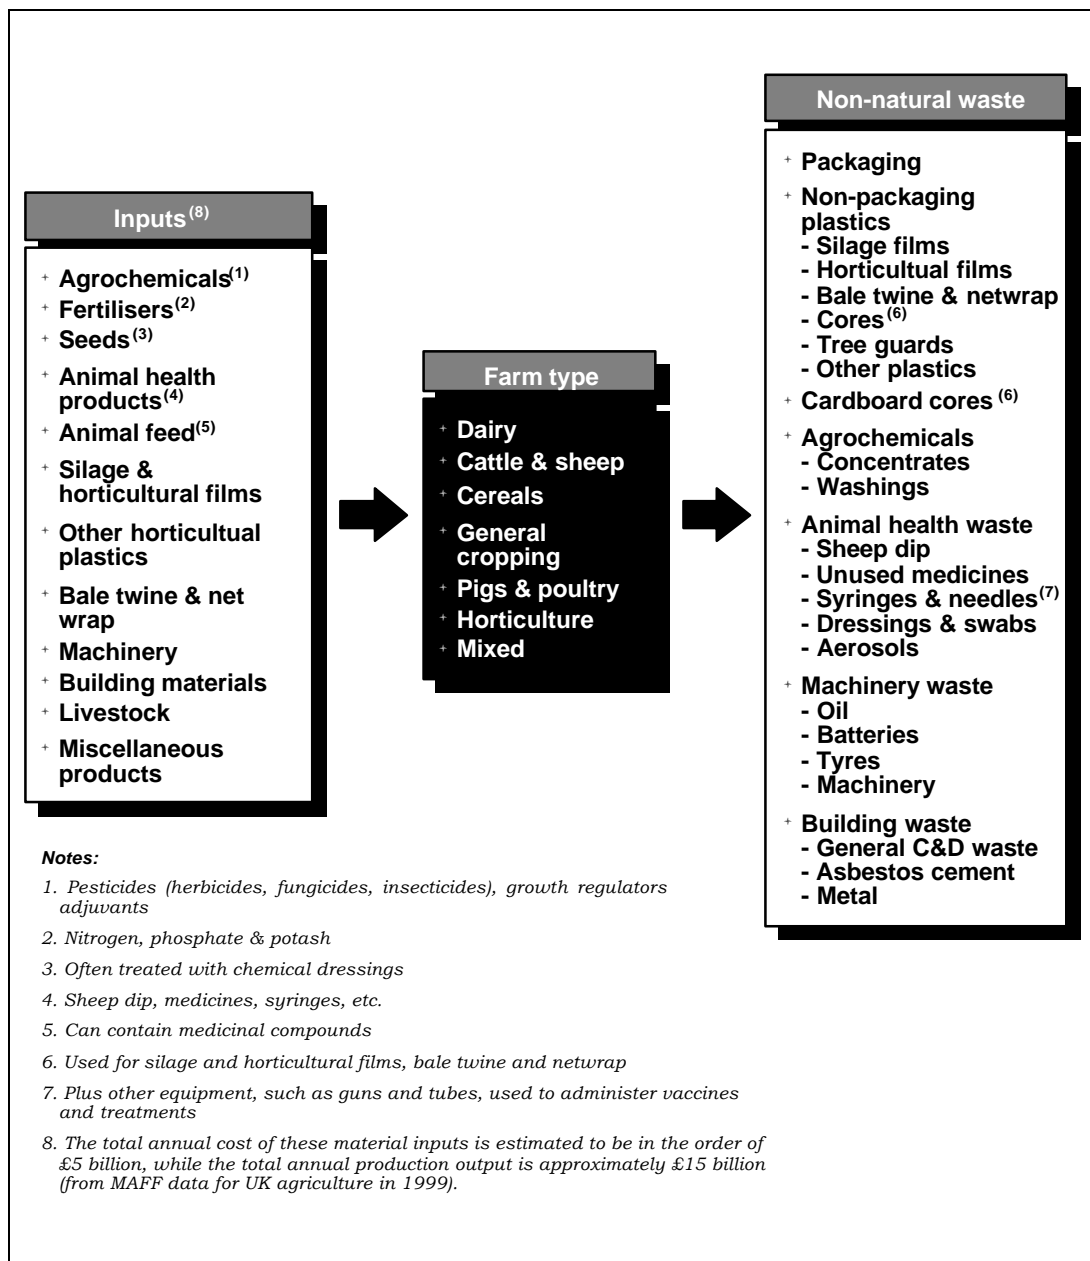 Inputs(8)
+ Agrochemicals(1)
+ Fertilisers(2)
+ Seeds(3)
+ Animal health
products(4)
+ Animal feed(5)
+ Silage &
horticultural films
+ Other horticultual
plastics
+ Bale twine & net
wrap
+ Machinery
+ Building materials
+ Livestock
+ Miscellaneous
products
Farm type
+ Dairy
+ Cattle & sheep
+ Cereals
+ General
cropping
+ Pigs & poultry
+ Horticulture
+ Mixed
Non-natural waste
+ Packaging
+ Non-packaging
plastics
- Silage films
- Horticultual films
- Bale twine & netwrap
- Cores(6)
- Tree guards
- Other plastics
+ Cardboard cores (6)
+ Agrochemicals
- Concentrates
- Washings
+ Animal health waste
- Sheep dip
- Unused medicines
- Syringes & needles(7)
- Dressings & swabs
- Aerosols
+ Machinery waste
- Oil
- Batteries
- Tyres
- Machinery
+ Building waste
- General C&D waste
- Asbestos cement
- Metal
Notes:
1. Pesticides (herbicides, fungicides, insecticides), growth regulators
adjuvants
2. Nitrogen, phosphate & potash
3. Often treated with chemical dressings
4. Sheep dip, medicines, syringes, etc.
5. Can contain medicinal compounds
6. Used for silage and horticultural films, bale twine and netwrap
7. Plus other equipment, such as guns and tubes, used to administer vaccines
and treatments
8. The total annual cost of these material inputs is estimated to be in the order of
£5 billion, while the total annual production output is approximately £15 billion
(from MAFF data for UK agriculture in 1999).